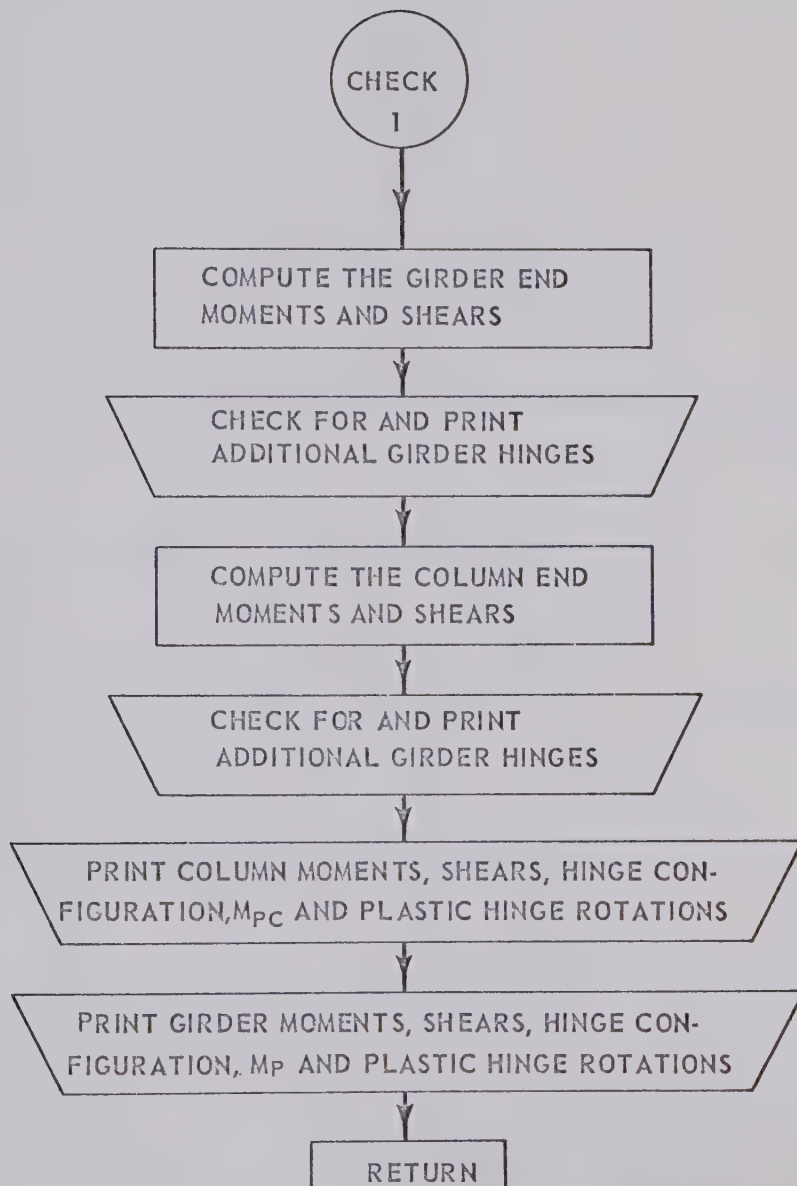 CHECK
1
COMPUTE THE GIRDER END
MOMENTS AND SHEARS
CHECK FOR AND PRINT
ADDITIONAL GIRDER HINGES
COMPUTE THE COLUMN END
MOMENTS AND SHEARS
CHECK FOR AND PRINT
ADDITIONAL GIRDER HINGES
PRINT COLUMN MOMENTS, SHEARS, HINGE CON-
FIGURATION,MPC AND PLASTIC HINGE ROTATIONS
PRINT GIRDER MOMENTS, SHEARS, HINGE CON-
FIGURATION,. MP AND PLASTIC HINGE ROTATIONS
RETURN